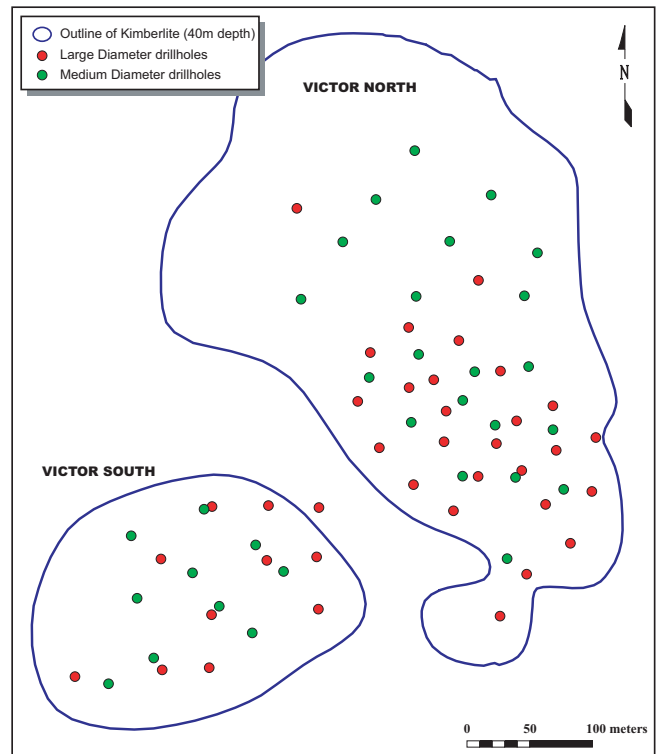 Outline of Kimberlite (40m depth)
Large Diameter drillholes
Medium Diameter drillholes
N
VICTOR NORTH
VICTOR SOUTH
0 50 100 meters